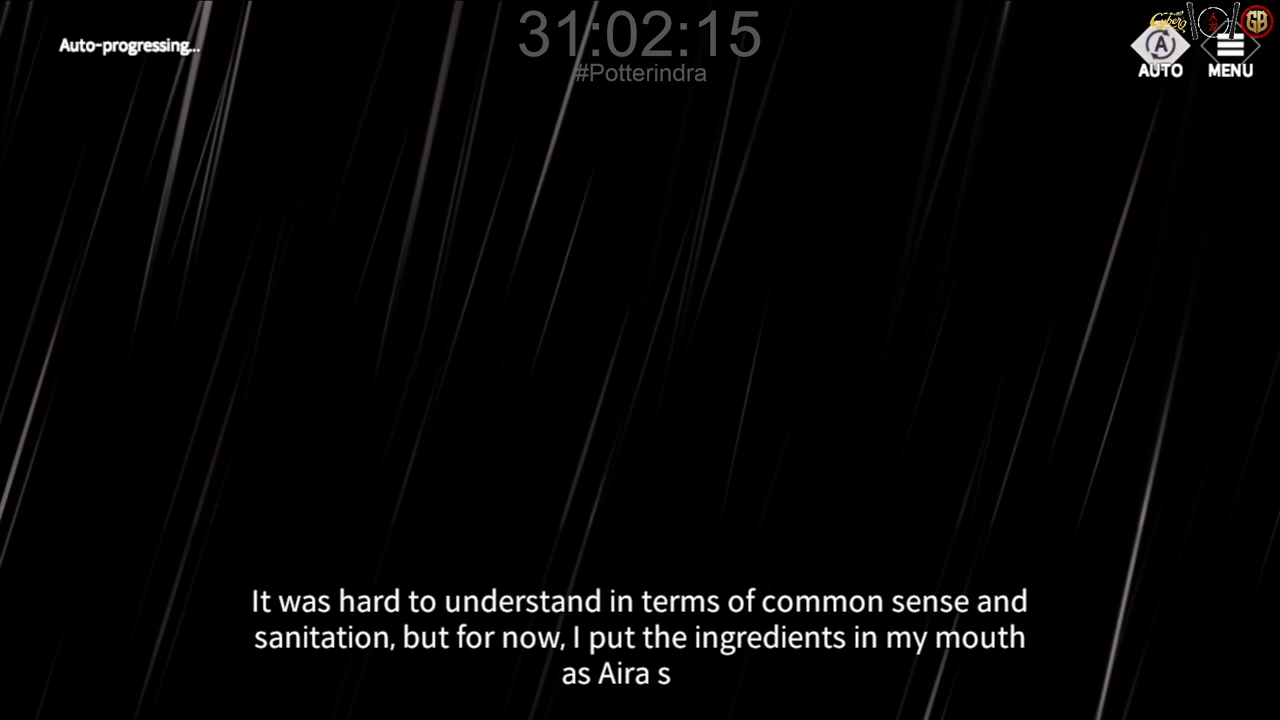 31:02:15
#Potterindra
Auto-progressing...
AUTO
MENU
GB
It was hard to understand in terms of common sense and
sanitation, but for now, I put the ingredients in my mouth
as Aira s